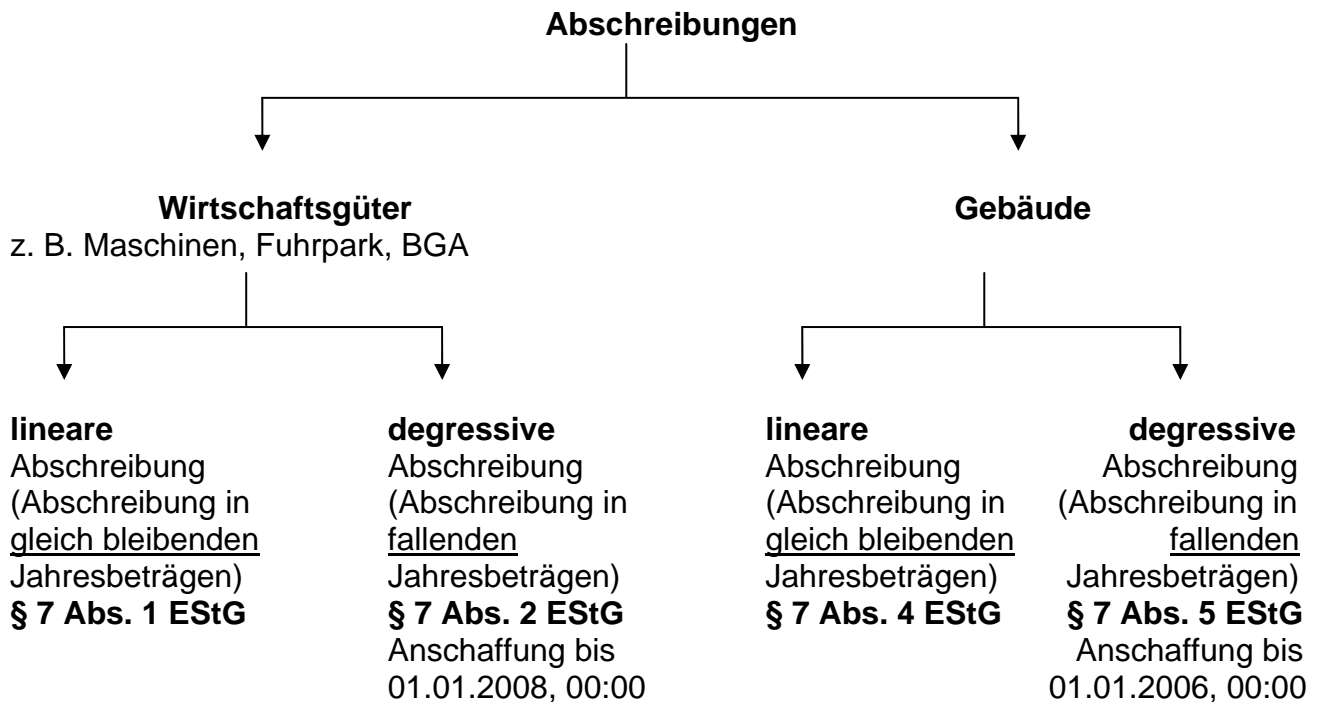 Abschreibungen
Wirtschaftsgüter
z. B. Maschinen, Fuhrpark, BGA
Gebäude
lineare
Abschreibung
(Abschreibung in
gleich bleibenden
Jahresbeträgen)
§ 7 Abs. 1 EStG
degressive
Abschreibung
(Abschreibung in
fallenden
Jahresbeträgen)
§ 7 Abs. 2 EStG
Anschaffung bis
01.01.2008, 00:00
lineare
Abschreibung
(Abschreibung in
gleich bleibenden
Jahresbeträgen)
§ 7 Abs. 4 EStG
degressive
Abschreibung
(Abschreibung in
fallenden
Jahresbeträgen)
§ 7 Abs. 5 EStG
Anschaffung bis
01.01.2006, 00:00